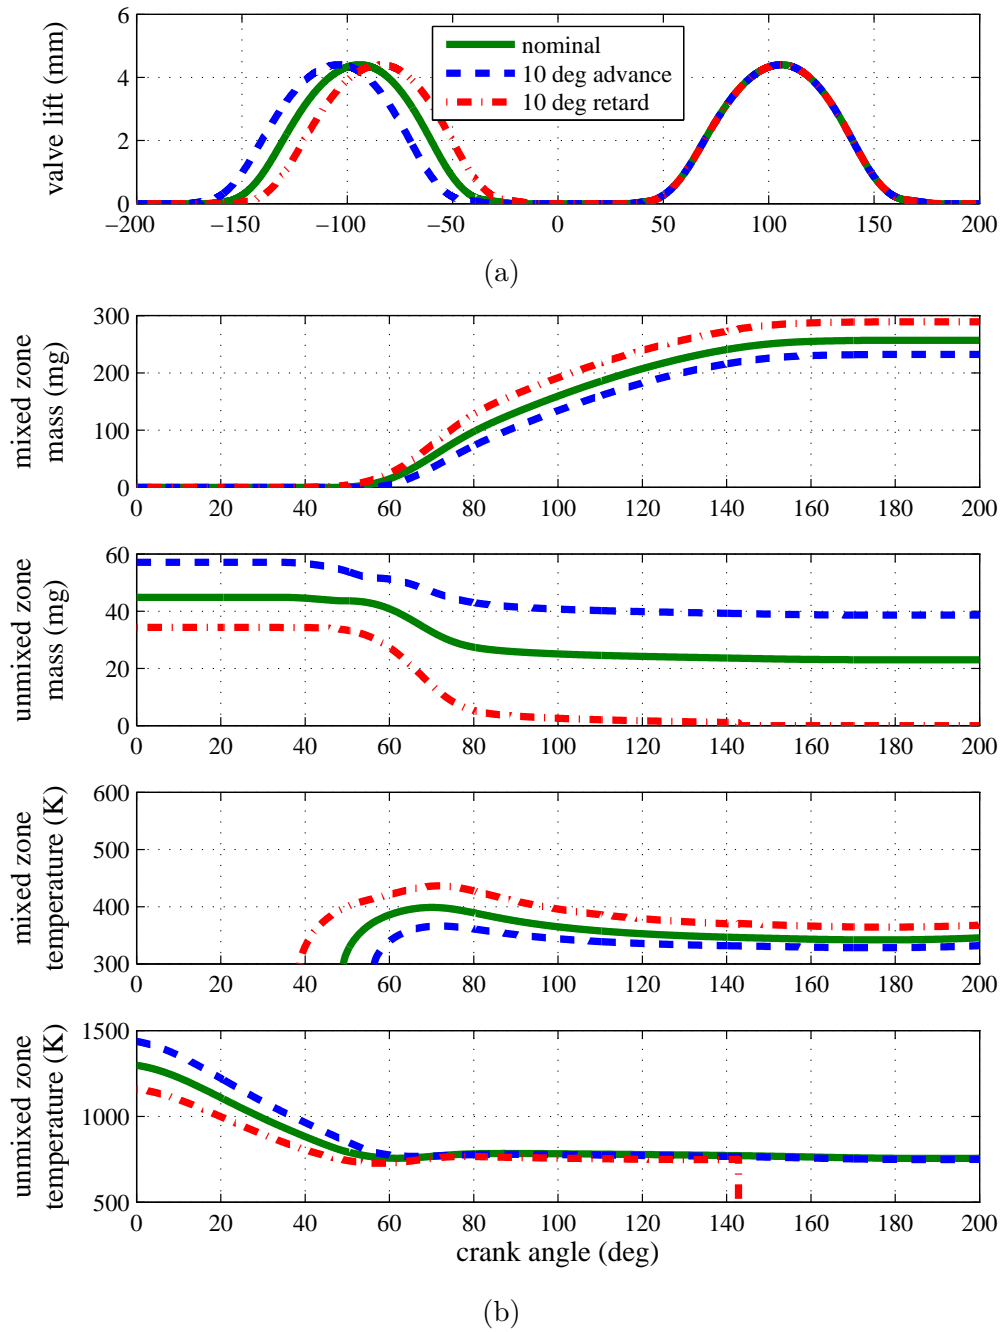 6
4
2
0
valve lift (mm)
nominal
10 deg advance
10 deg retard
−200 −150 −100 −50 0 50 100 150 200
(a)
300
200
100
0
mixed zone
mass (mg)
0 20 40 60 80 100 120 140 160 180 200
60
40
20
0
unmixed zone
mass (mg)
0 20 40 60 80 100 120 140 160 180 200
600
500
400
300
mixed zone
temperature (K)
0 20 40 60 80 100 120 140 160 180 200
1500
1000
500
unmixed zone
temperature (K)
0 20 40 60 80 100 120 140 160 180 200
crank angle (deg)
(b)